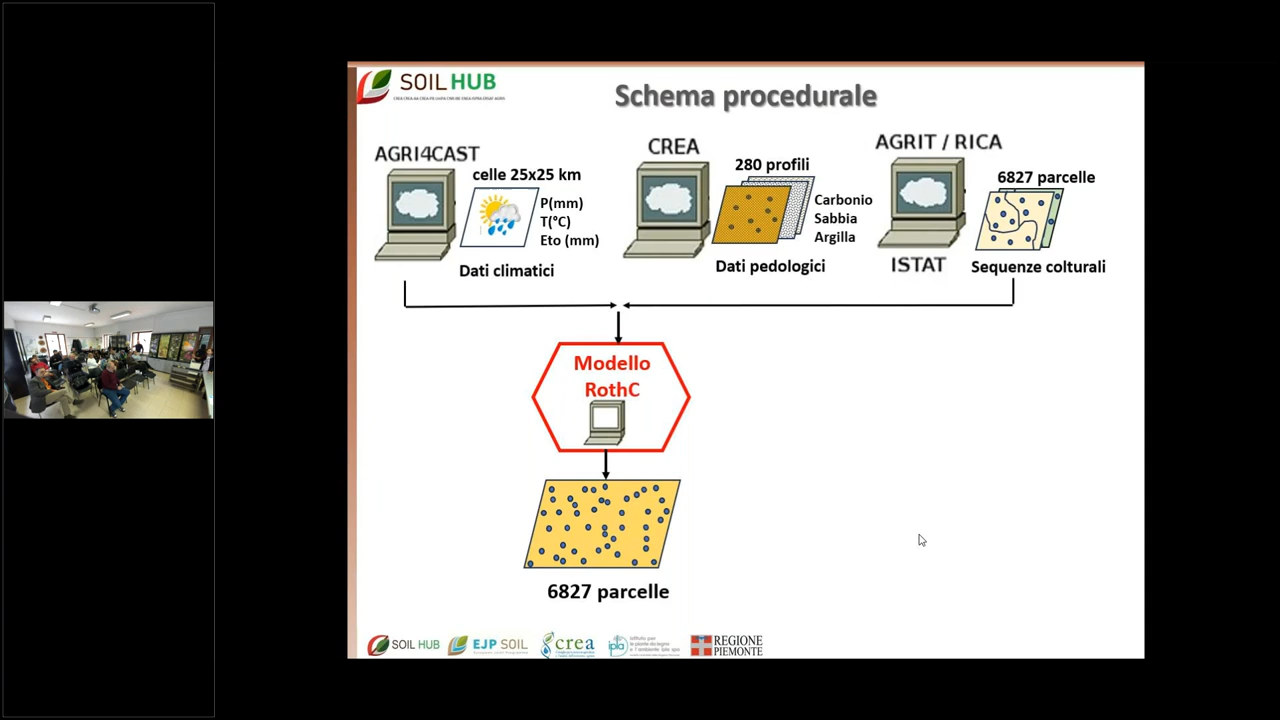 SOIL HUB
Schema procedurale
AGRI4CAST
celle 25x25 km
P(mm)
T(°C)
Eto (mm)
Dati climatici
CREA
280 profili
Carbonio
Sabbia
Argilla
Dati pedologici
AGRIT / RICA
6827 parcelle
ISTAT
Sequenze colturali
Modello
RothC
6827 parcelle
SOIL HUB
EJP SOIL
crea
ipla
REGIONE
PIEMONTE